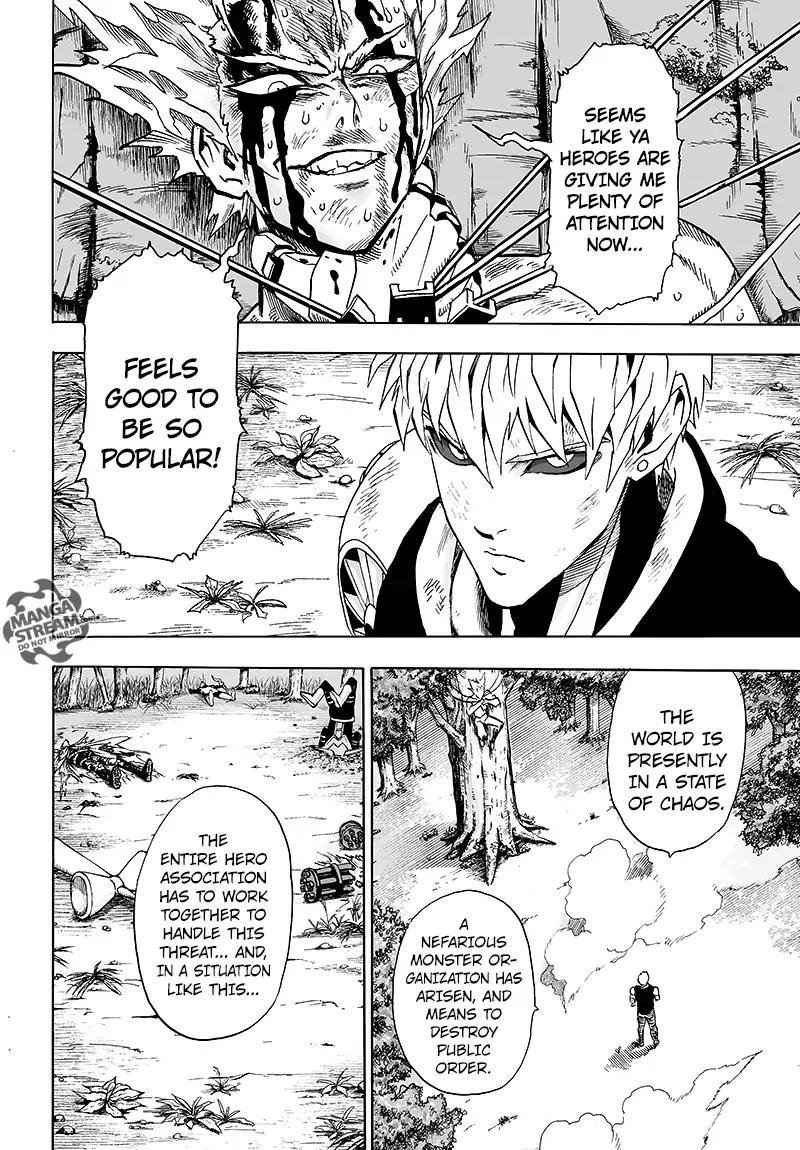 SEEMS
LIKE YA
HEROES ARE
GIVING ME
PLENTY OF
ATTENTION
NOW...
FEELS
GOOD TO
BE SO
POPULAR!
MANGA
STREAM.com
DO NOT MIRROR
THE
WORLD IS
PRESENTLY
IN A STATE
OF CHAOS.
A
NEFARIOUS
MONSTER OR-
GANIZATION HAS
ARISEN, AND
MEANS TO
DESTROY
PUBLIC
ORDER.
THE
ENTIRE HERO
ASSOCIATION
HAS TO WORK
TOGETHER TO
HANDLE THIS
THREAT... AND,
IN A SITUATION
LIKE THIS...